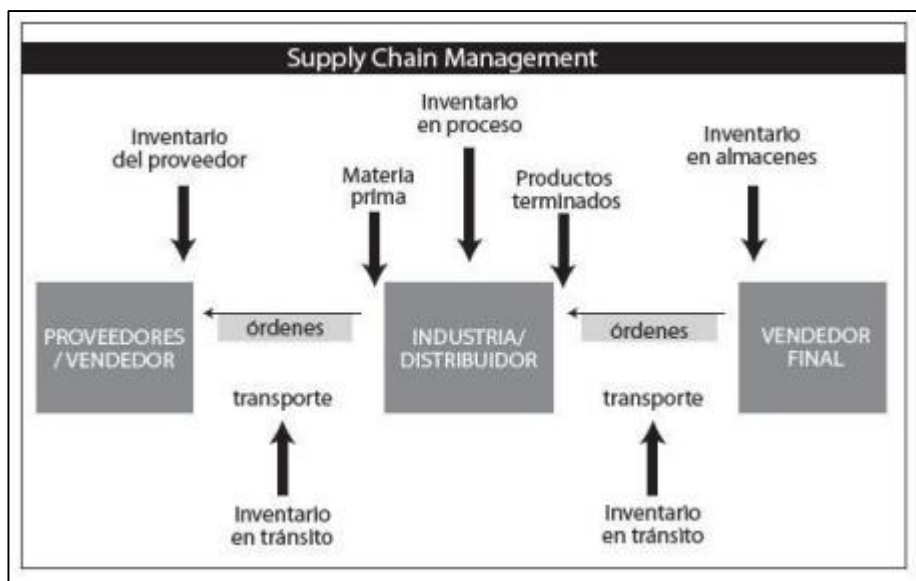 Supply Chain Management
Inventario
en proceso
Inventario
del proveedor
Inventario
en almacenes
Materia
prima
Productos
terminados
PROVEEDORES
/ VENDEDOR
órdenes
INDUSTRIA/
DISTRIBUIDOR
órdenes
VENDEDOR
FINAL
transporte
transporte
Inventario
en tránsito
Inventario
en tránsito